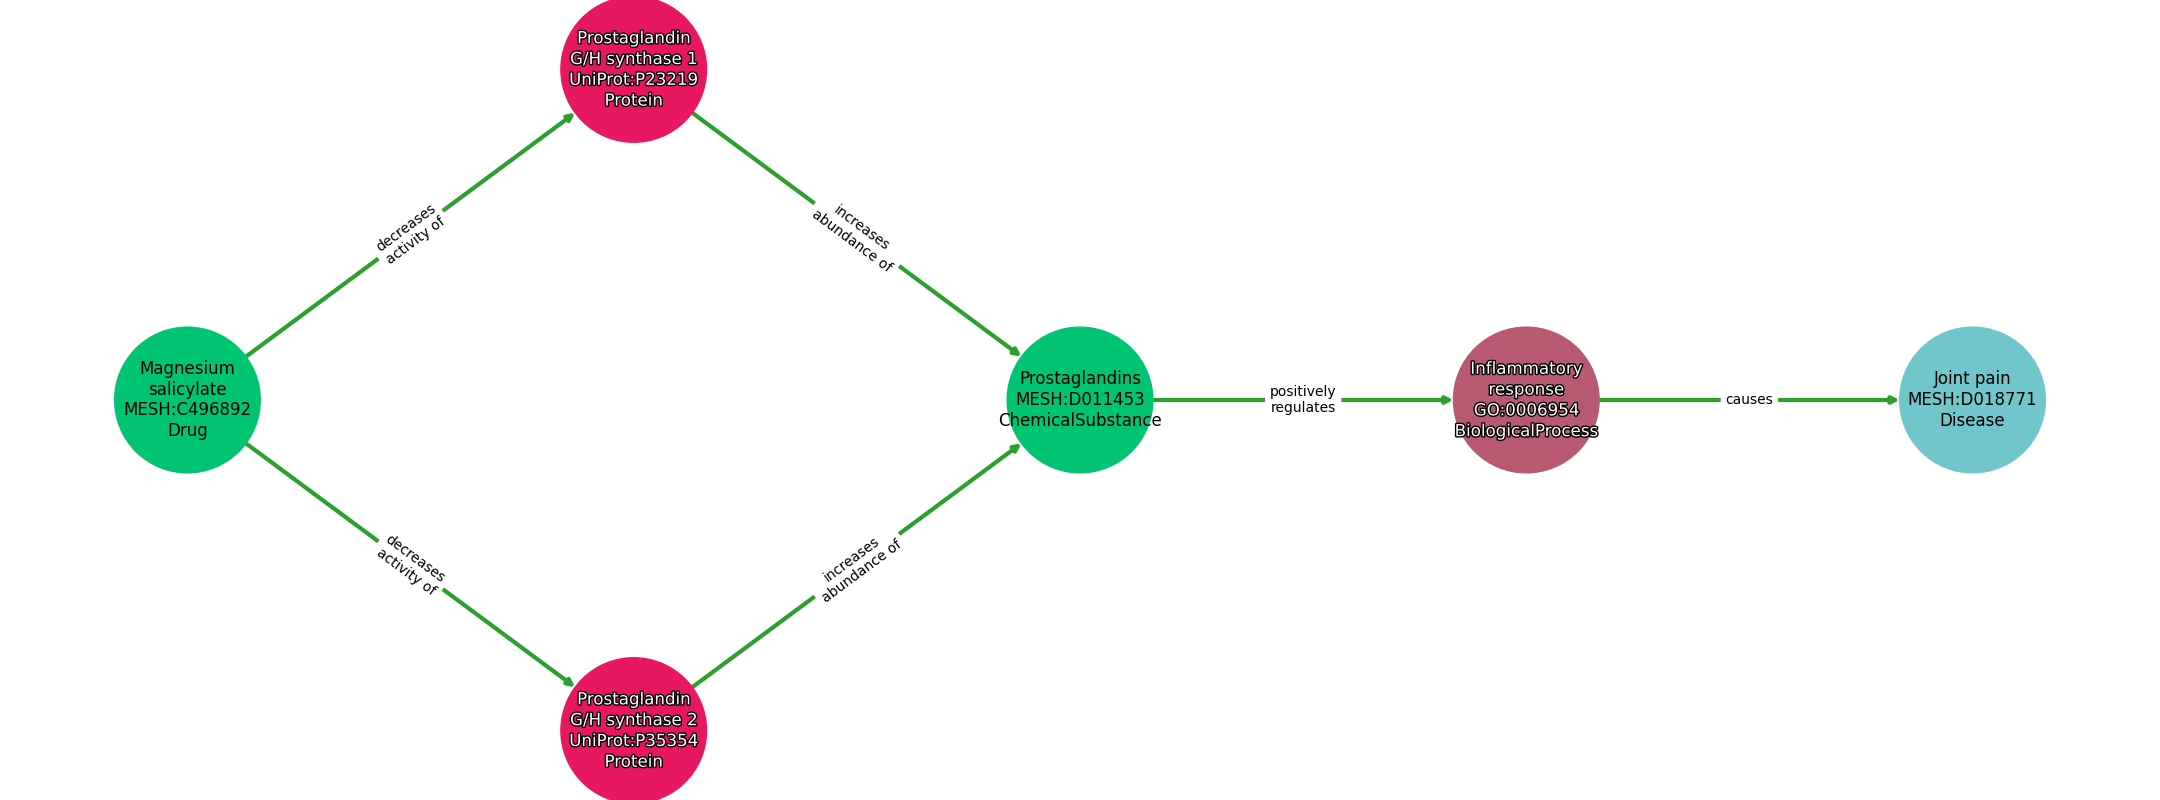 Prostaglandin
G/H synthase 1
UniProt:P23219
Protein
decreases
activity of
increases
abundance of
Magnesium
salicylate
MESH:C496892
Drug
Prostaglandins
MESH:D011453
ChemicalSubstance
positively
regulates
Inflammatory
response
GO:0006954
BiologicalProcess
causes
Joint pain
MESH:D018771
Disease
decreases
activity of
increases
abundance of
Prostaglandin
G/H synthase 2
UniProt:P35354
Protein